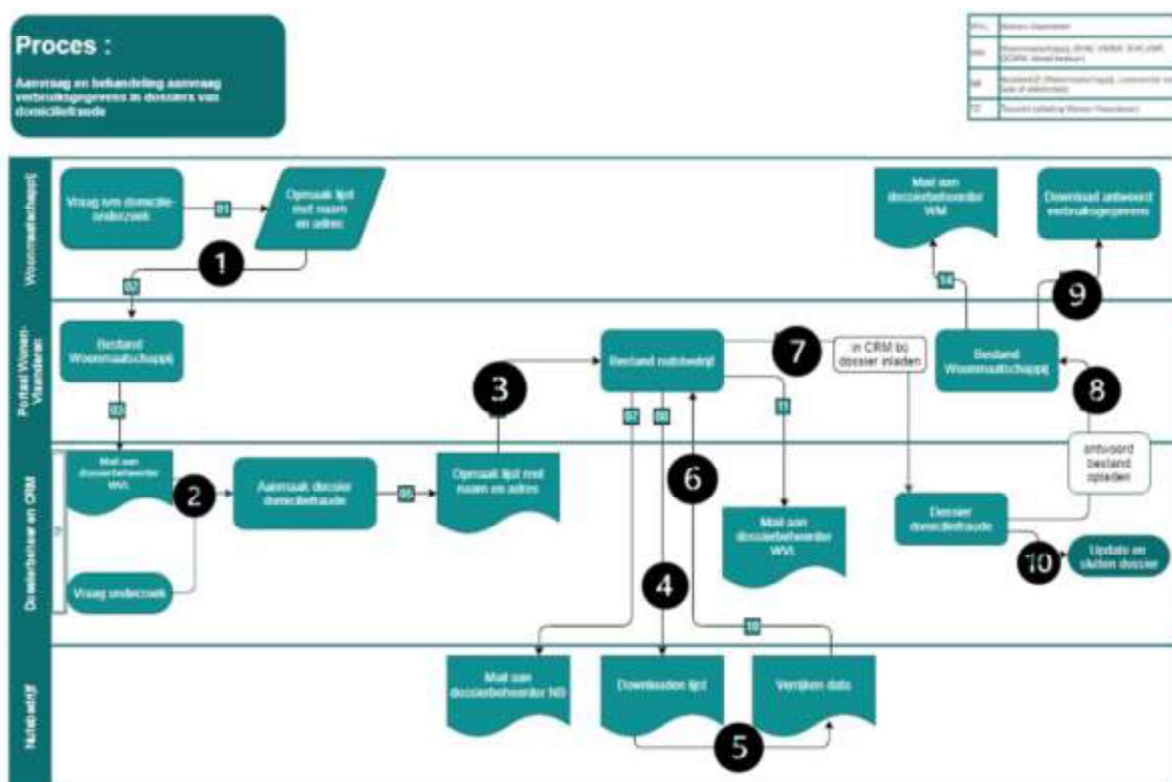 Proces :
Aanvraag en behandeling aanvraag
verbruiksgegevens in dossiers van
domiciliefraude
Woonmaatschappij
Vraag ivm domicilie-
onderzoek
01
Opmaak lijst
met naam
en adres
1
02
Mail aan
dossierbeheerder
WM
Download antwoord
verbruiksgegevens
14
9
Portaal Wonen-
Vlaanderen
Bestand
Woonmaatschappij
03
3
Bestand nutsbedrijf
07
08
11
7
in CRM bij
dossier inladen
Bestand
Woonmaatschappij
8
6
Dossierbeheer en CRM
Mail aan
dossierbeheerder
WVL
2
Vraag onderzoek
Aanmaak dossier
domiciliefraude
05
Opmaak lijst met
naam en adres
4
Mail aan
dossierbeheerder
WVL
antwoord
bestand
opladen
Dossier
domiciliefraude
10
Update en
sluiten dossier
Nutsbedrijf
10
Mail aan
dossierbeheerder NB
Downloaden lijst
Verrijken data
5